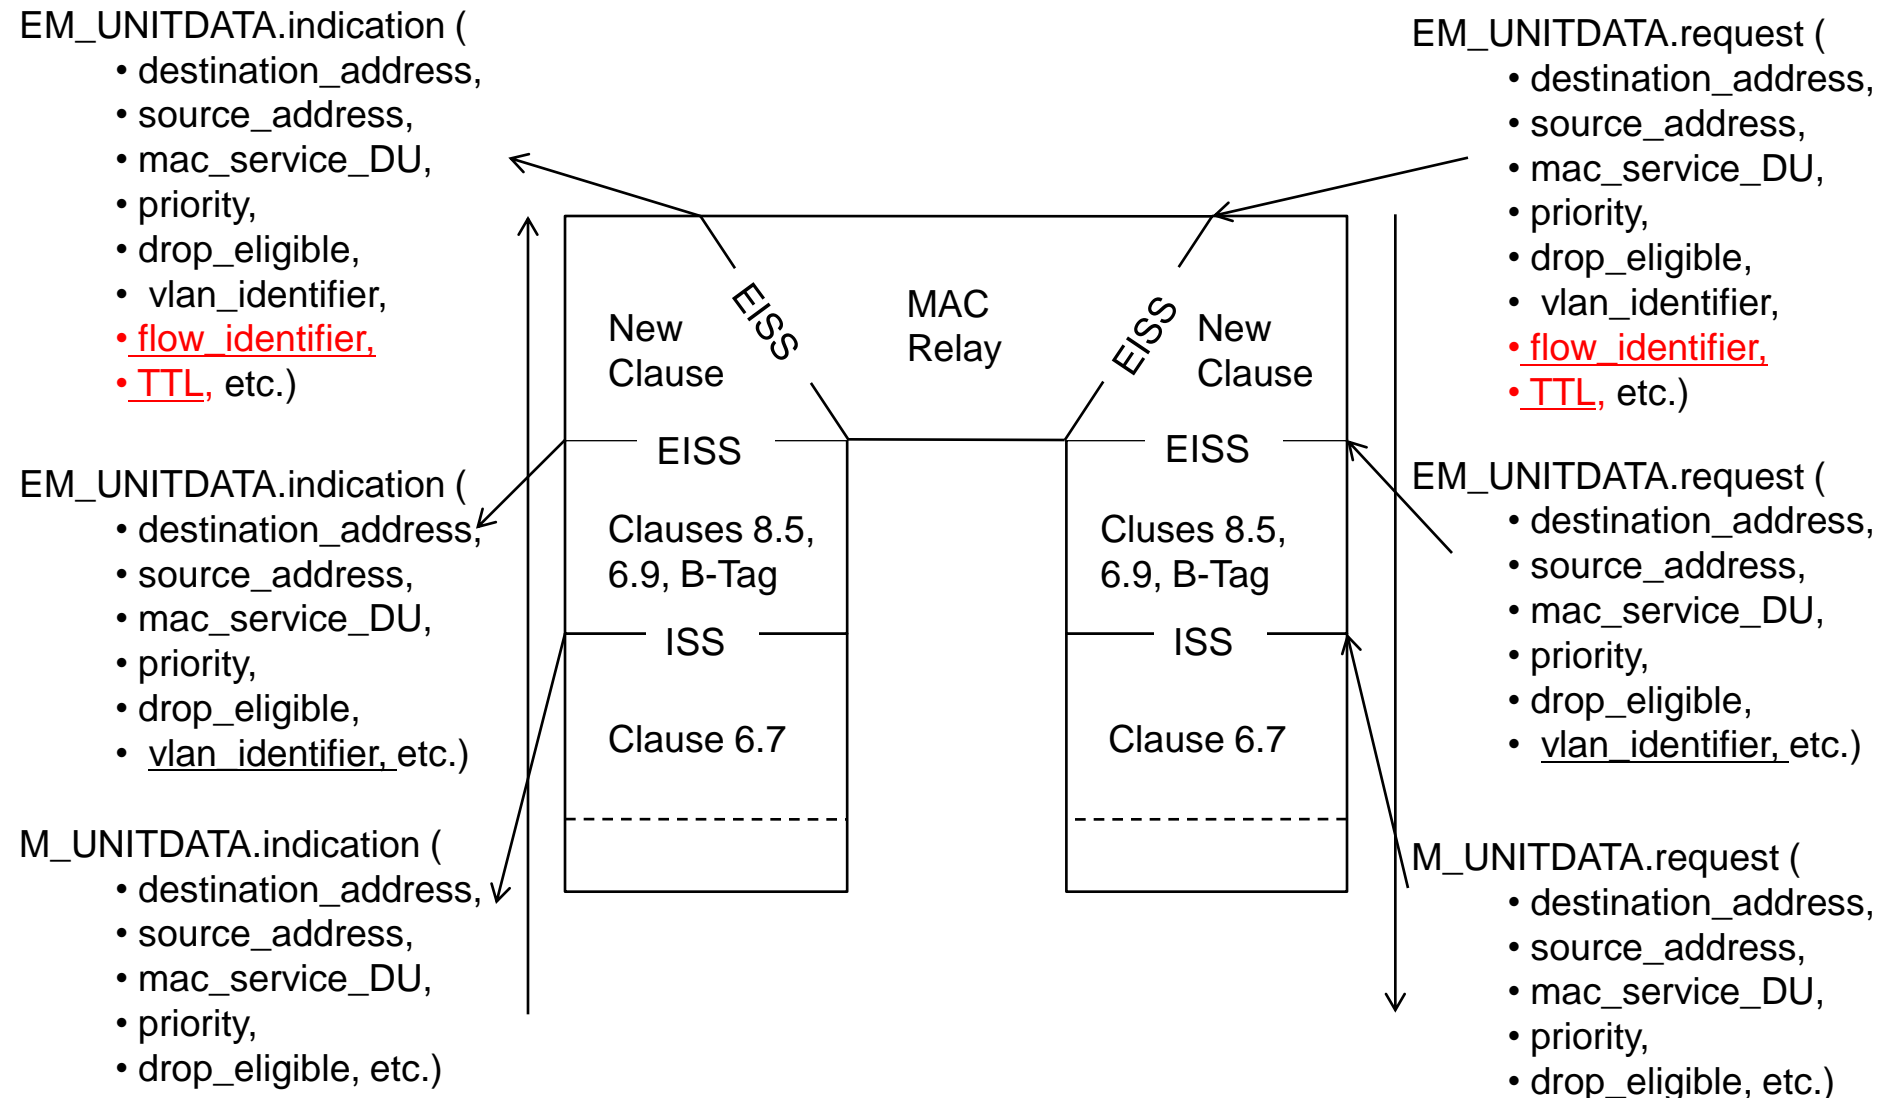 EM_UNITDATA.indication (
• destination_address,
• source_address,
• mac_service_DU,
• priority,
• drop_eligible,
• vlan_identifier,
• flow_identifier,
• TTL, etc.)
EM_UNITDATA.indication (
• destination_address,
• source_address,
• mac_service_DU,
• priority,
• drop_eligible,
• vlan_identifier, etc.)
M_UNITDATA.indication (
• destination_address,
• source_address,
• mac_service_DU,
• priority,
• drop_eligible, etc.)
New
Clause
EISS
MAC
Relay
EISS
New
Clause
EISS
EISS
Clauses 8.5,
6.9, B-Tag
Cluses 8.5,
6.9, B-Tag
ISS
ISS
Clause 6.7
Clause 6.7
EM_UNITDATA.request (
• destination_address,
• source_address,
• mac_service_DU,
• priority,
• drop_eligible,
• vlan_identifier,
• flow_identifier,
• TTL, etc.)
EM_UNITDATA.request (
• destination_address,
• source_address,
• mac_service_DU,
• priority,
• drop_eligible,
• vlan_identifier, etc.)
M_UNITDATA.request (
• destination_address,
• source_address,
• mac_service_DU,
• priority,
• drop_eligible, etc.)